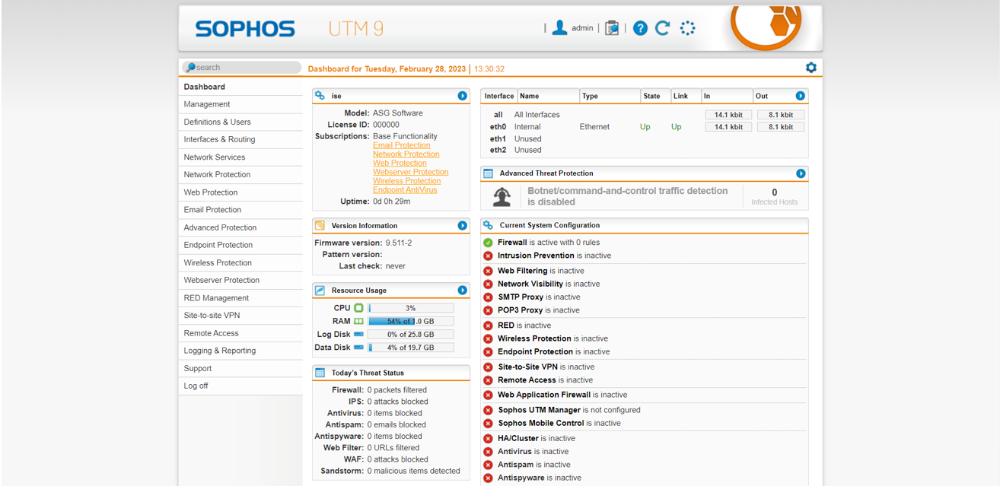 SOPHOS UTM 9
| admin | |
search
Dashboard
Management
Definitions & Users
Interfaces & Routing
Network Services
Network Protection
Web Protection
Email Protection
Advanced Protection
Endpoint Protection
Wireless Protection
Webserver Protection
RED Management
Site-to-site VPN
Remote Access
Logging & Reporting
Support
Log off
Dashboard for Tuesday, February 28, 2023 | 13:30:32
ise
Model: ASG Software
License ID: 000000
Subscriptions: Base Functionality
Email Protection
Network Protection
Web Protection
Webserver Protection
Wireless Protection
Endpoint AntiVirus
Uptime: 0d 0h 29m
Version Information
Firmware version: 9.511-2
Pattern version:
Last check: never
Resource Usage
CPU 3%
RAM 54% of 1.0 GB
Log Disk 0% of 25.8 GB
Data Disk 4% of 19.7 GB
Today's Threat Status
Firewall: 0 packets filtered
IPS: 0 attacks blocked
Antivirus: 0 items blocked
Antispam: 0 emails blocked
Antispyware: 0 items blocked
Web Filter: 0 URLs filtered
WAF: 0 attacks blocked
Sandstorm: 0 malicious items detected
Interface Name Type State Link In Out
all All Interfaces 14.1 kbit 8.1 kbit
eth0 Internal Ethernet Up Up 14.1 kbit 8.1 kbit
eth1 Unused
eth2 Unused
Advanced Threat Protection
Botnet/command-and-control traffic detection
is disabled
0
Infected Hosts
Current System Configuration
Firewall is active with 0 rules
Intrusion Prevention is inactive
Web Filtering is inactive
Network Visibility is inactive
SMTP Proxy is inactive
POP3 Proxy is inactive
RED is inactive
Wireless Protection is inactive
Endpoint Protection is inactive
Site-to-Site VPN is inactive
Remote Access is inactive
Web Application Firewall is inactive
Sophos UTM Manager is not configured
Sophos Mobile Control is inactive
HA/Cluster is inactive
Antivirus is inactive
Antispam is inactive
Antispyware is inactive